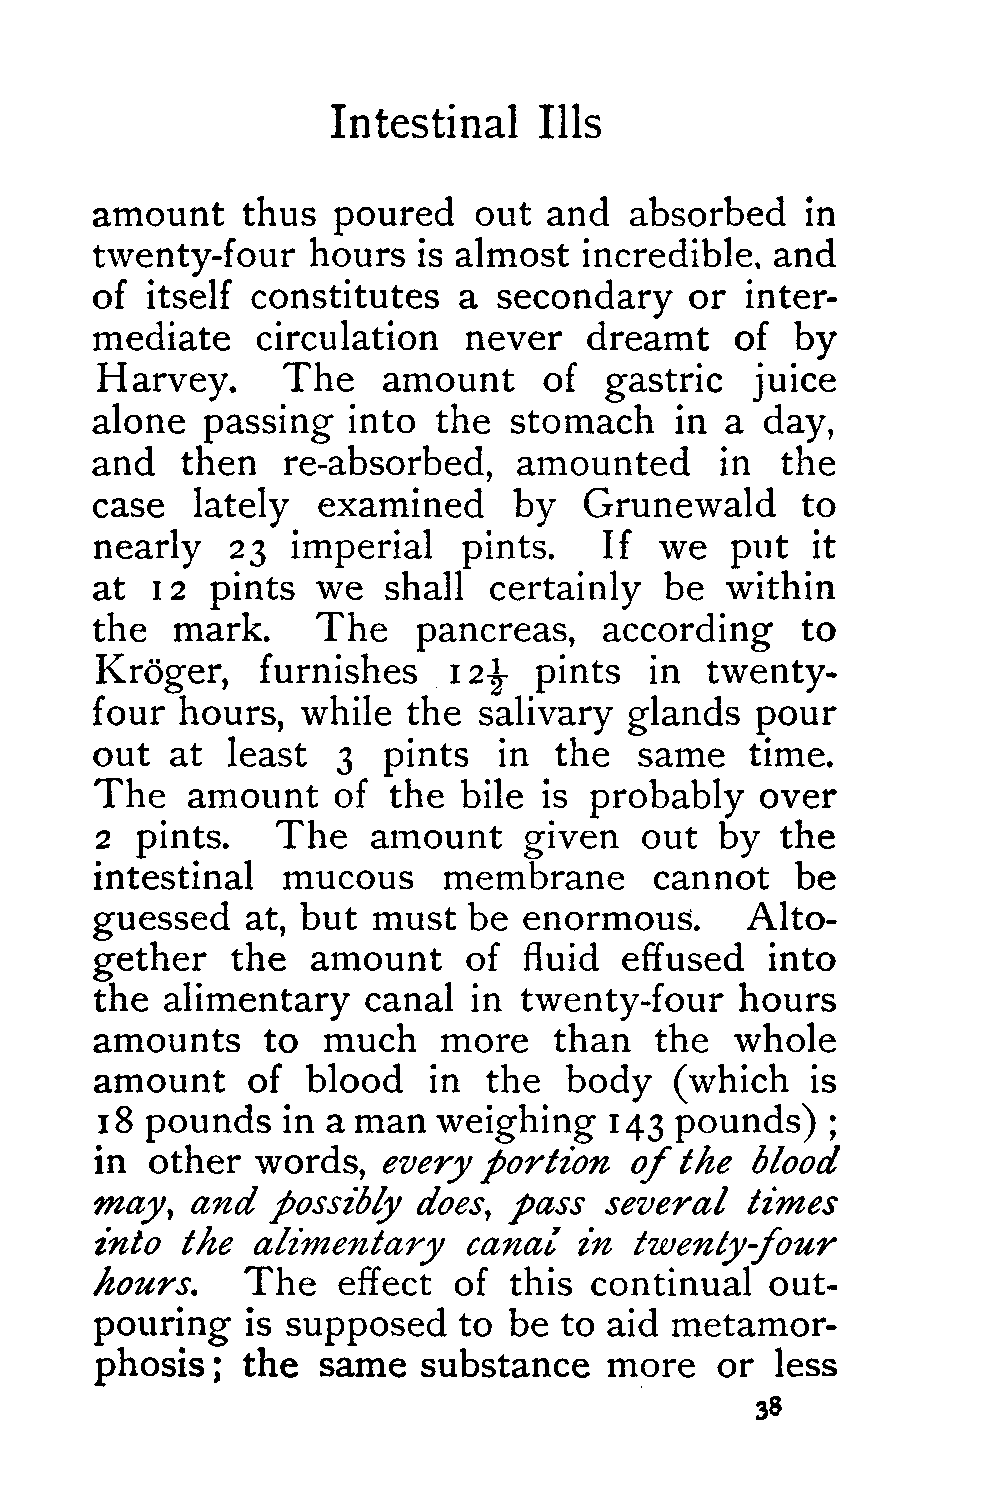 Intestinal Ills
amount thus poured out and absorbed in
twenty-four hours is almost incredible, and
of itself constitutes a secondary or inter-
mediate circulation never dreamt of by
Harvey. The amount of gastric juice
alone passing into the stomach in a day,
and then re-absorbed, amounted in the
case lately examined by Grunewald to
nearly 23 imperial pints. If we put it
at 12 pints we shall certainly be within
the mark. The pancreas, according to
Kröger, furnishes 12½ pints in twenty-
four hours, while the salivary glands pour
out at least 3 pints in the same time.
The amount of the bile is probably over
2 pints. The amount given out by the
intestinal mucous membrane cannot be
guessed at, but must be enormous. Alto-
gether the amount of fluid effused into
the alimentary canal in twenty-four hours
amounts to much more than the whole
amount of blood in the body (which is
18 pounds in a man weighing 143 pounds) ;
in other words, every portion of the blood
may, and possibly does, pass several times
into the alimentary canal in twenty-four
hours. The effect of this continual out-
pouring is supposed to be to aid metamor-
phosis; the same substance more or less
38